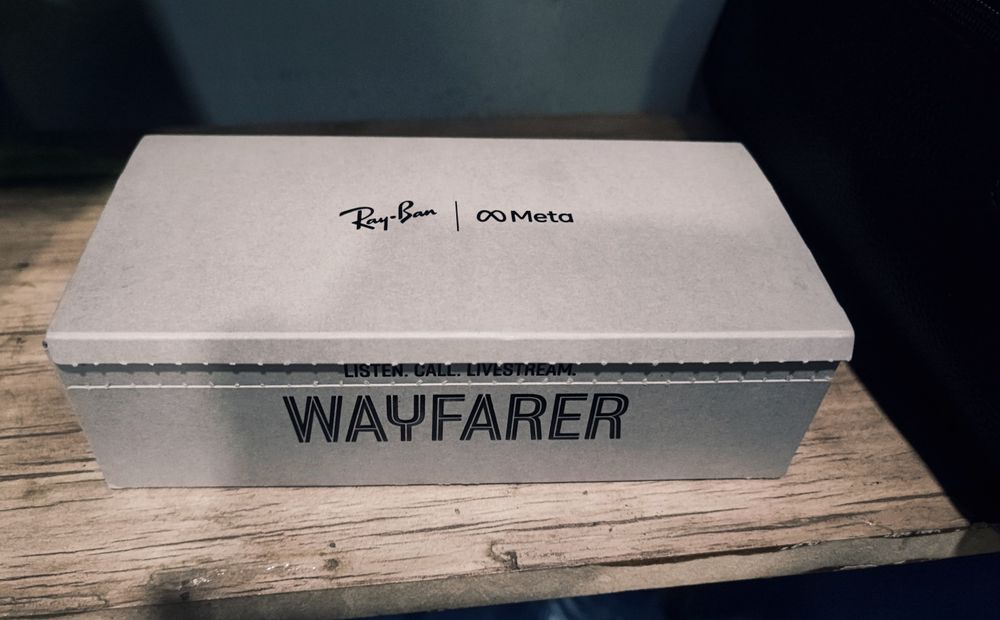 Ray-Ban | ∞ Meta
LISTEN. CALL. LIVESTREAM.
WAYFARER